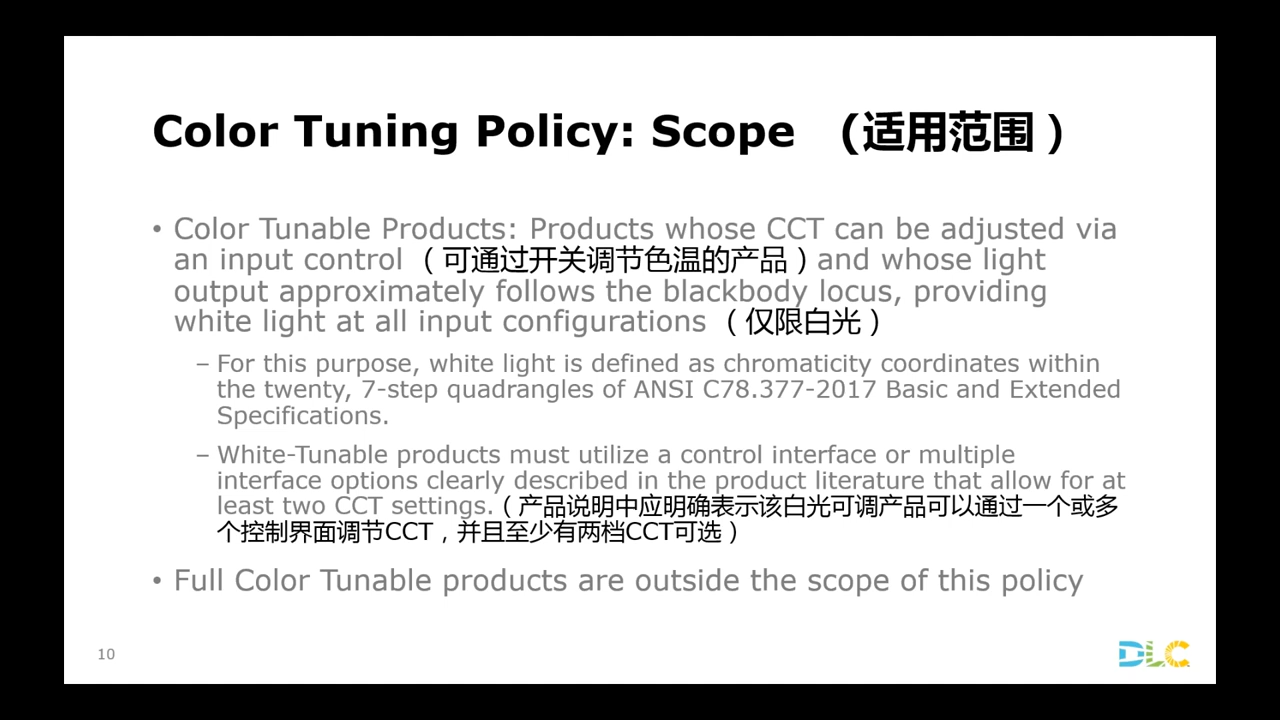 Color Tuning Policy: Scope （适用范围）
• Color Tunable Products: Products whose CCT can be adjusted via
an input control （可通过开关调节色温的产品）and whose light
output approximately follows the blackbody locus, providing
white light at all input configurations （仅限白光）
– For this purpose, white light is defined as chromaticity coordinates within
the twenty, 7-step quadrangles of ANSI C78.377-2017 Basic and Extended
Specifications.
– White-Tunable products must utilize a control interface or multiple
interface options clearly described in the product literature that allow for at
least two CCT settings.（产品说明中应明确表示该白光可调产品可以通过一个或多
个控制界面调节CCT，并且至少有两档CCT可选）
• Full Color Tunable products are outside the scope of this policy
10
DLC